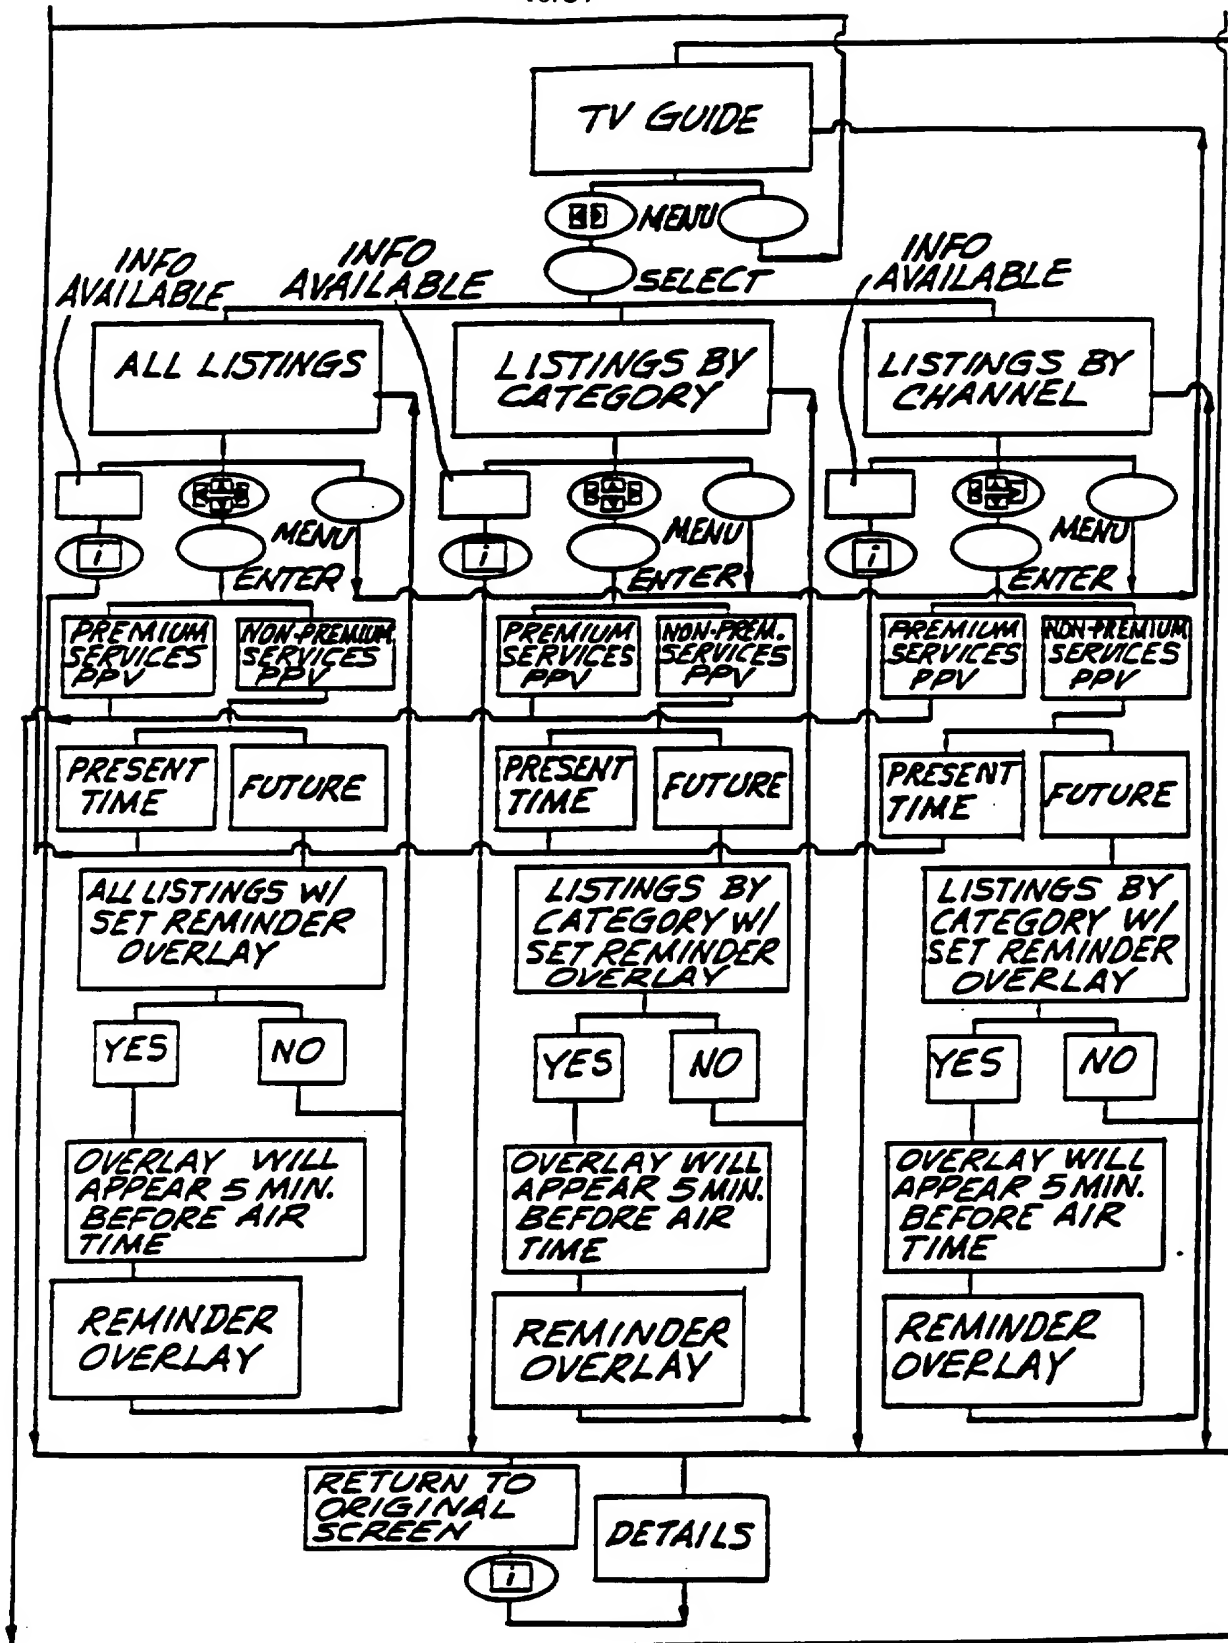 TV GUIDE
MENU
SELECT
INFO
AVAILABLE
INFO
AVAILABLE
INFO
AVAILABLE
ALL LISTINGS
LISTINGS BY
CATEGORY
LISTINGS BY
CHANNEL
MENU
ENTER
i
MENU
ENTER
i
MENU
ENTER
i
PREMIUM
SERVICES
PPV
NON-PREMIUM
SERVICES
PPV
PREMIUM
SERVICES
PPV
NON-PREM.
SERVICES
PPV
PREMIUM
SERVICES
PPV
NON-PREMIUM
SERVICES
PPV
PRESENT
TIME
FUTURE
PRESENT
TIME
FUTURE
PRESENT
TIME
FUTURE
ALL LISTINGS W/
SET REMINDER
OVERLAY
LISTINGS BY
CATEGORY W/
SET REMINDER
OVERLAY
LISTINGS BY
CATEGORY W/
SET REMINDER
OVERLAY
YES
NO
YES
NO
YES
NO
OVERLAY WILL
APPEAR 5 MIN.
BEFORE AIR
TIME
OVERLAY WILL
APPEAR 5 MIN.
BEFORE AIR
TIME
OVERLAY WILL
APPEAR 5 MIN.
BEFORE AIR
TIME
REMINDER
OVERLAY
REMINDER
OVERLAY
REMINDER
OVERLAY
RETURN TO
ORIGINAL
SCREEN
i
DETAILS